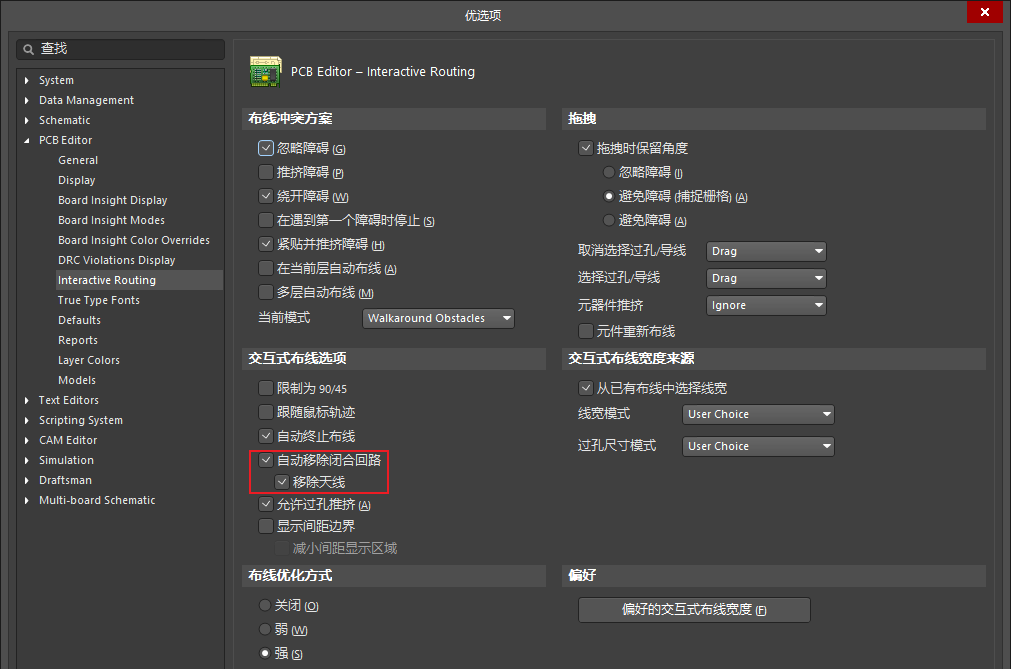 优选项
查找
System
Data Management
Schematic
PCB Editor
General
Display
Board Insight Display
Board Insight Modes
Board Insight Color Overrides
DRC Violations Display
Interactive Routing
True Type Fonts
Defaults
Reports
Layer Colors
Models
Text Editors
Scripting System
CAM Editor
Simulation
Draftsman
Multi-board Schematic
PCB Editor – Interactive Routing
布线冲突方案
忽略障碍 (G)
推挤障碍 (P)
绕开障碍 (W)
在遇到第一个障碍时停止 (S)
紧贴并推挤障碍 (H)
在当前层自动布线 (A)
多层自动布线 (M)
当前模式 Walkaround Obstacles
拖拽
拖拽时保留角度
忽略障碍 (I)
避免障碍 (捕捉栅格) (A)
避免障碍 (A)
取消选择过孔/导线 Drag
选择过孔/导线 Drag
元器件推挤 Ignore
元件重新布线
交互式布线选项
限制为 90/45
跟随鼠标轨迹
自动终止布线
自动移除闭合回路
移除天线
允许过孔推挤 (A)
显示间距边界
减小间距显示区域
交互式布线宽度来源
从已有布线中选择线宽
线宽模式 User Choice
过孔尺寸模式 User Choice
布线优化方式
关闭 (O)
弱 (W)
强 (S)
偏好
偏好的交互式布线宽度 (F)